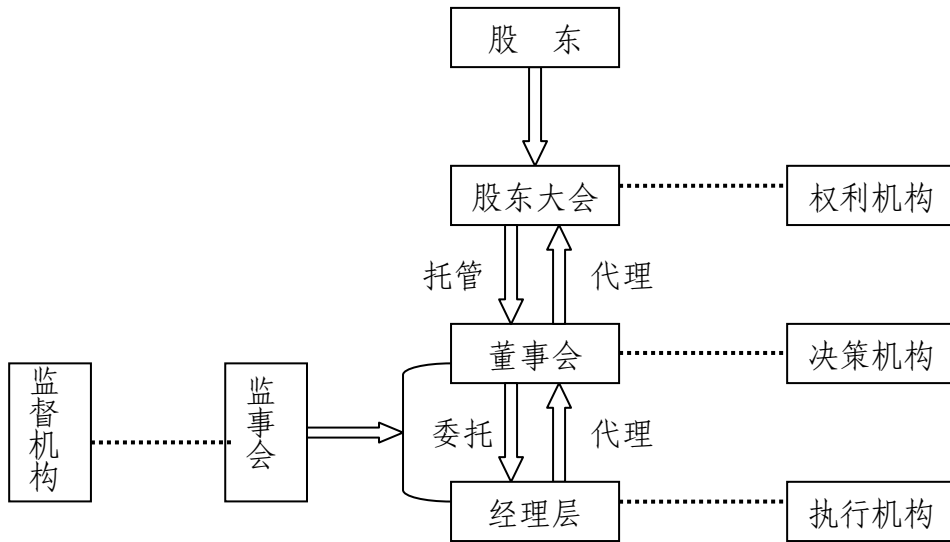 股　东
股东大会
权利机构
托管
代理
董事会
决策机构
监督机构
监事会
委托
代理
经理层
执行机构